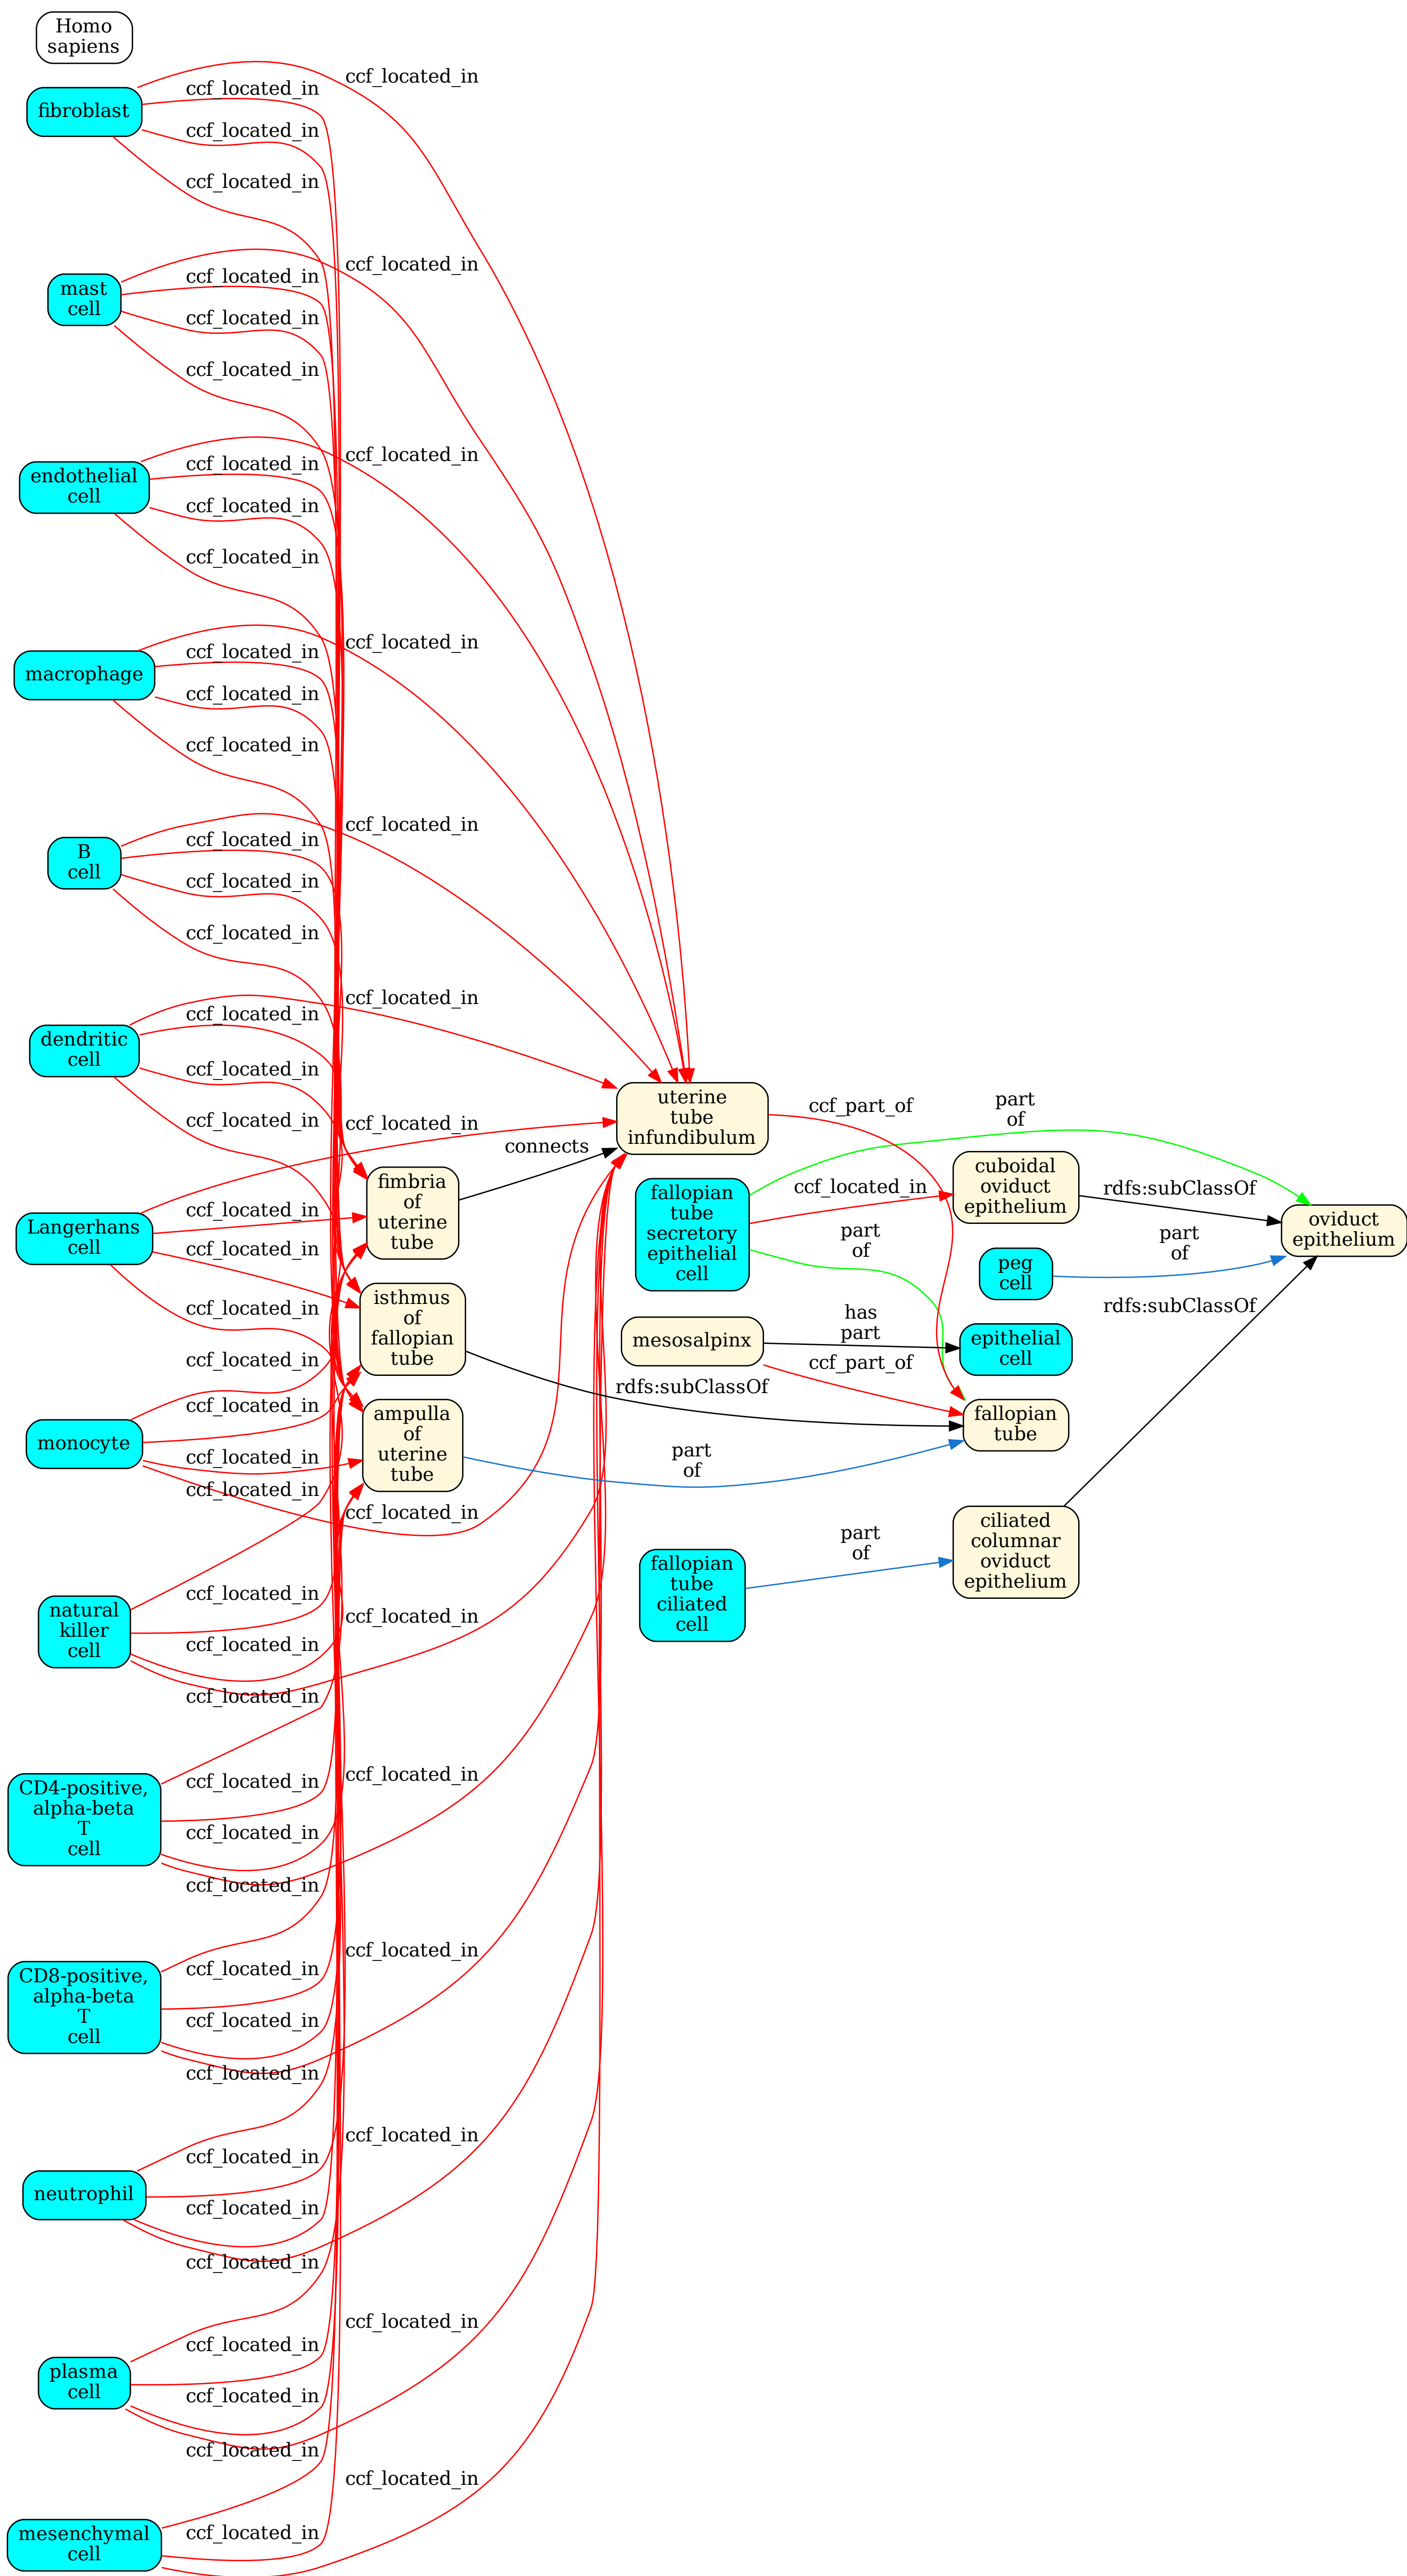 Homo
sapiens
ccf_located_in
ccf_located_in
fibroblast
ccf_located_in
ccf_located_in
ccf_located_in
ccf_located_in
mast
cell
ccf_located_in
ccf_located_in
ccf_located_in
ccf_located_in
endothelial
cell
ccf_located_in
ccf_located_in
ccf_located_in
ccf_located_in
macrophage
ccf_located_in
ccf_located_in
ccf_located_in
ccf_located_in
B
cell
ccf_located_in
ccf_located_in
ccf_located_in
ccf_located_in
dendritic
cell
ccf_located_in
ccf_located_in
ccf_located_in
uterine
tube
infundibulum
ccf_part_of
part
of
connects
fimbria
of
uterine
tube
fallopian
tube
secretory
epithelial
cell
ccf_located_in
cuboidal
oviduct
epithelium
rdfs:subClassOf
oviduct
epithelium
Langerhans
cell
ccf_located_in
ccf_located_in
ccf_located_in
part
of
peg
cell
part
of
isthmus
of
fallopian
tube
mesosalpinx
has
part
epithelial
cell
rdfs:subClassOf
ccf_located_in
ccf_part_of
rdfs:subClassOf
fallopian
tube
monocyte
ccf_located_in
ccf_located_in
ccf_located_in
ccf_located_in
ampulla
of
uterine
tube
part
of
fallopian
tube
ciliated
cell
part
of
ciliated
columnar
oviduct
epithelium
natural
killer
cell
ccf_located_in
ccf_located_in
ccf_located_in
ccf_located_in
CD4-positive,
alpha-beta
T
cell
ccf_located_in
ccf_located_in
ccf_located_in
ccf_located_in
CD8-positive,
alpha-beta
T
cell
ccf_located_in
ccf_located_in
ccf_located_in
ccf_located_in
neutrophil
ccf_located_in
ccf_located_in
ccf_located_in
ccf_located_in
plasma
cell
ccf_located_in
ccf_located_in
ccf_located_in
ccf_located_in
mesenchymal
cell
ccf_located_in